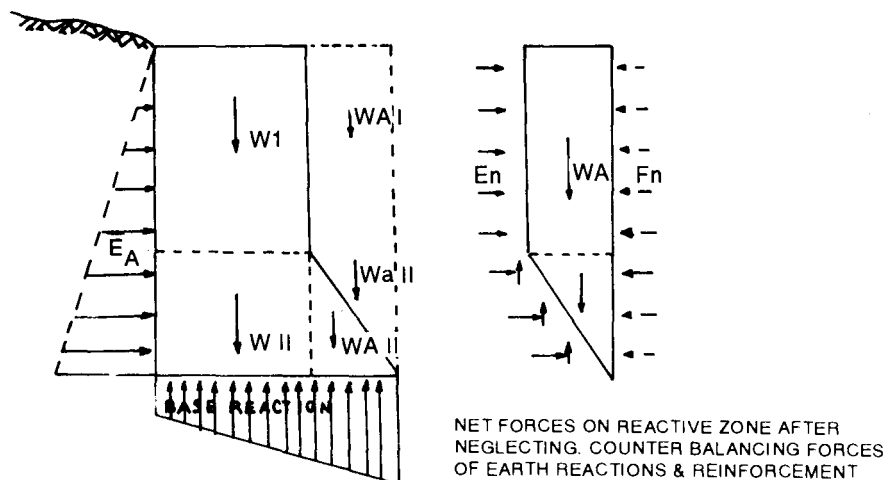 W1
WA I
E_A
Wa II
W II
WA II
BASE REACTION
En
WA
Fn
NET FORCES ON REACTIVE ZONE AFTER
NEGLECTING. COUNTER BALANCING FORCES
OF EARTH REACTIONS & REINFORCEMENT